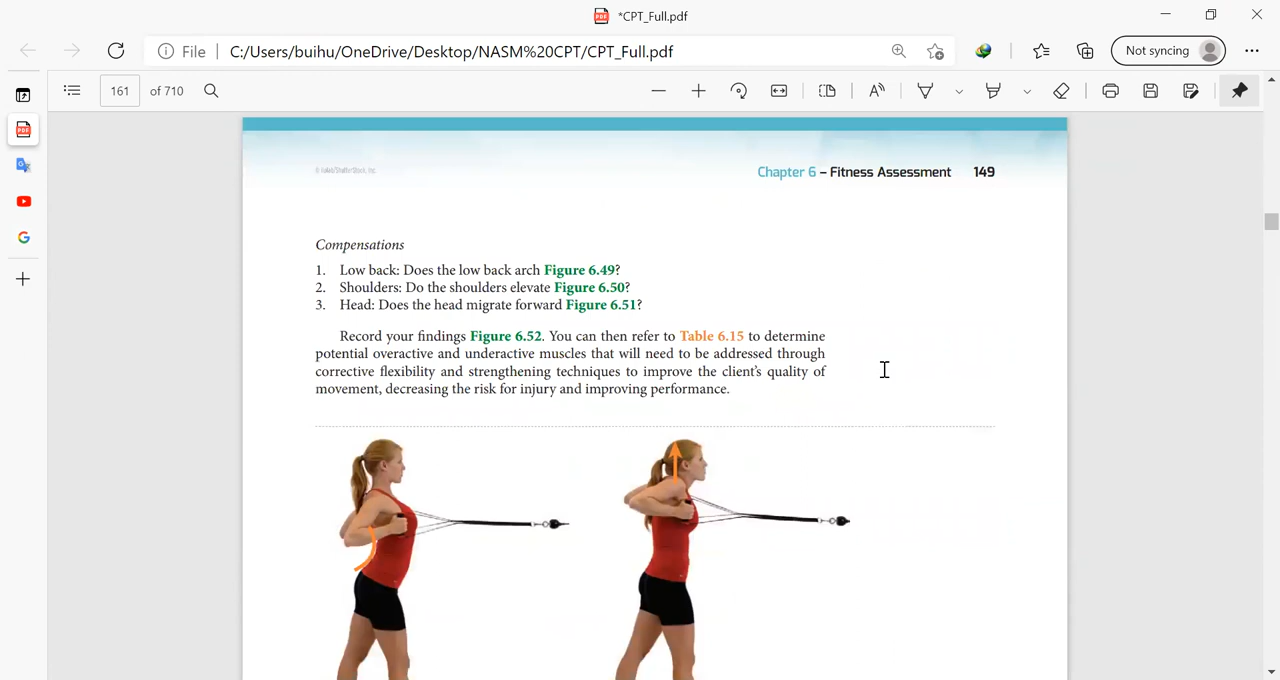 *CPT_Full.pdf
File C:/Users/buihu/OneDrive/Desktop/NASM%20CPT/CPT_Full.pdf
Not syncing
161 of 710
Chapter 6 – Fitness Assessment 149
Compensations
1. Low back: Does the low back arch Figure 6.49?
2. Shoulders: Do the shoulders elevate Figure 6.50?
3. Head: Does the head migrate forward Figure 6.51?
Record your findings Figure 6.52. You can then refer to Table 6.15 to determine
potential overactive and underactive muscles that will need to be addressed through
corrective flexibility and strengthening techniques to improve the client's quality of
movement, decreasing the risk for injury and improving performance.